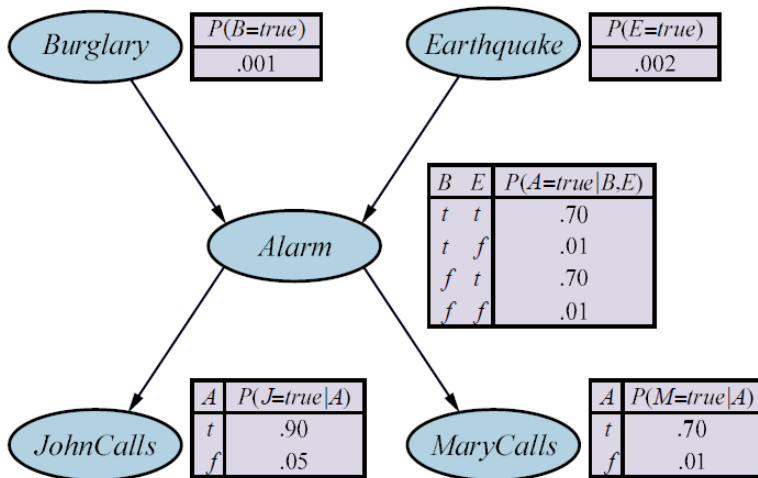 Burglary
P(B=true)
.001
Earthquake
P(E=true)
.002
B E P(A=true|B,E)
t t .70
t f .01
f t .70
f f .01
Alarm
A P(J=true|A)
t .90
f .05
JohnCalls
A P(M=true|A)
t .70
f .01
MaryCalls